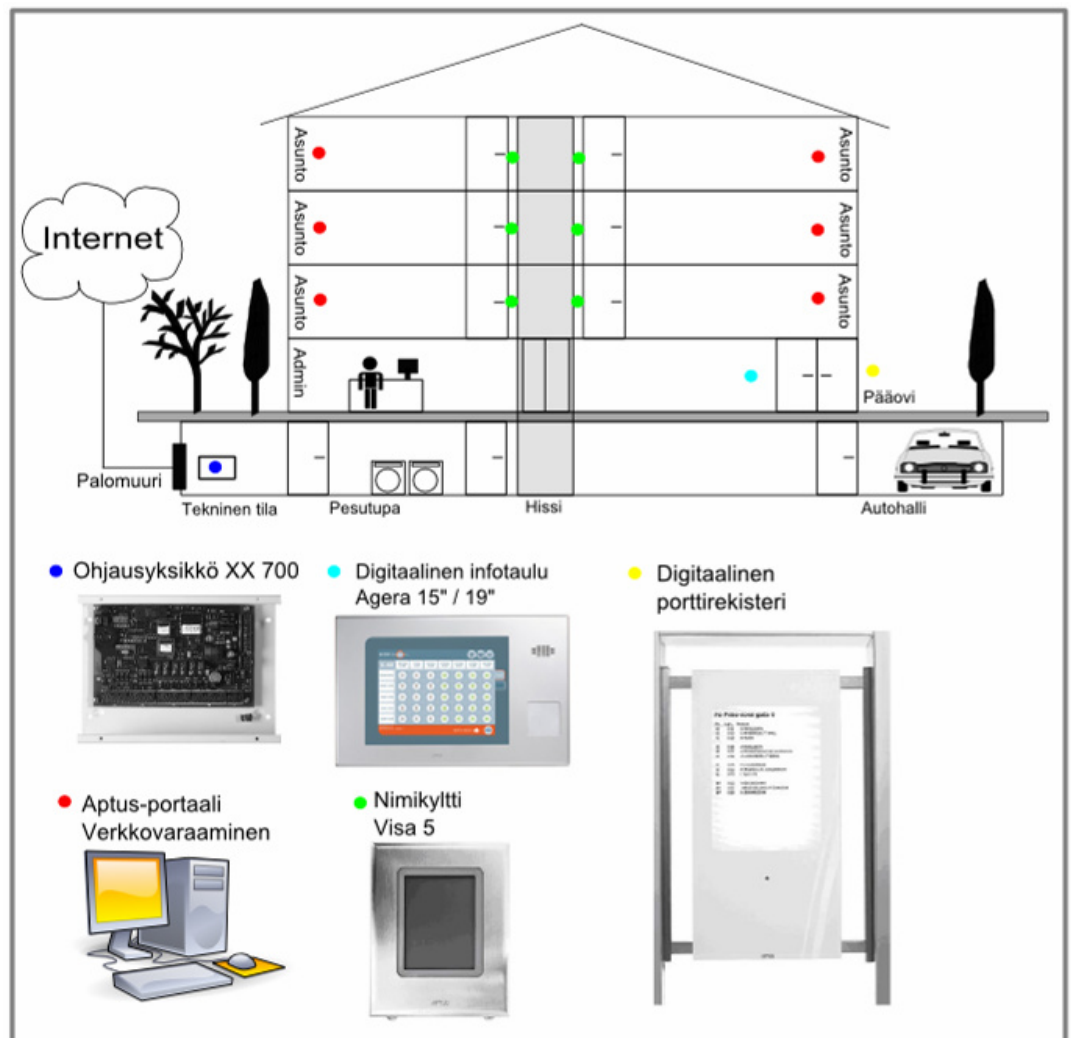 Asunto
Asunto
Asunto
Asunto
Asunto
Asunto
Internet
Admin
Pääovi
Palomuuri
Tekninen tila
Pesutupa
Hissi
Autohalli
Ohjausyksikkö XX 700
Digitaalinen infotaulu
Agera 15" / 19"
Digitaalinen
porttirekisteri
Aptus-portaali
Verkkovaraaminen
Nimikyltti
Visa 5